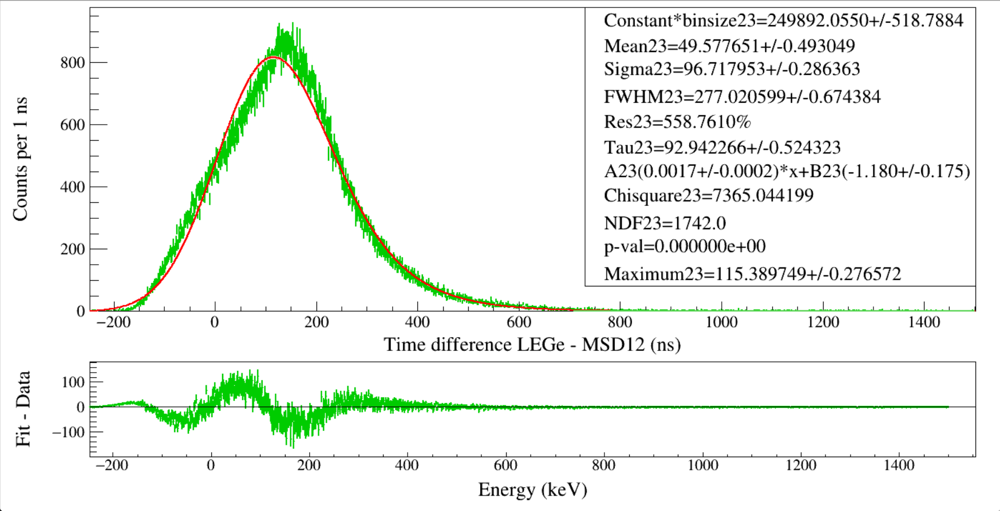 Constant*binsize23=249892.0550+/-518.7884
Mean23=49.577651+/-0.493049
Sigma23=96.717953+/-0.286363
FWHM23=277.020599+/-0.674384
Res23=558.7610%
Tau23=92.942266+/-0.524323
A23(0.0017+/-0.0002)*x+B23(-1.180+/-0.175)
Chisquare23=7365.044199
NDF23=1742.0
p-val=0.000000e+00
Maximum23=115.389749+/-0.276572
Counts per 1 ns
800
600
400
200
0
−200 0 200 400 600 800 1000 1200 1400
Time difference LEGe - MSD12 (ns)
Fit - Data
100
0
−100
−200 0 200 400 600 800 1000 1200 1400
Energy (keV)